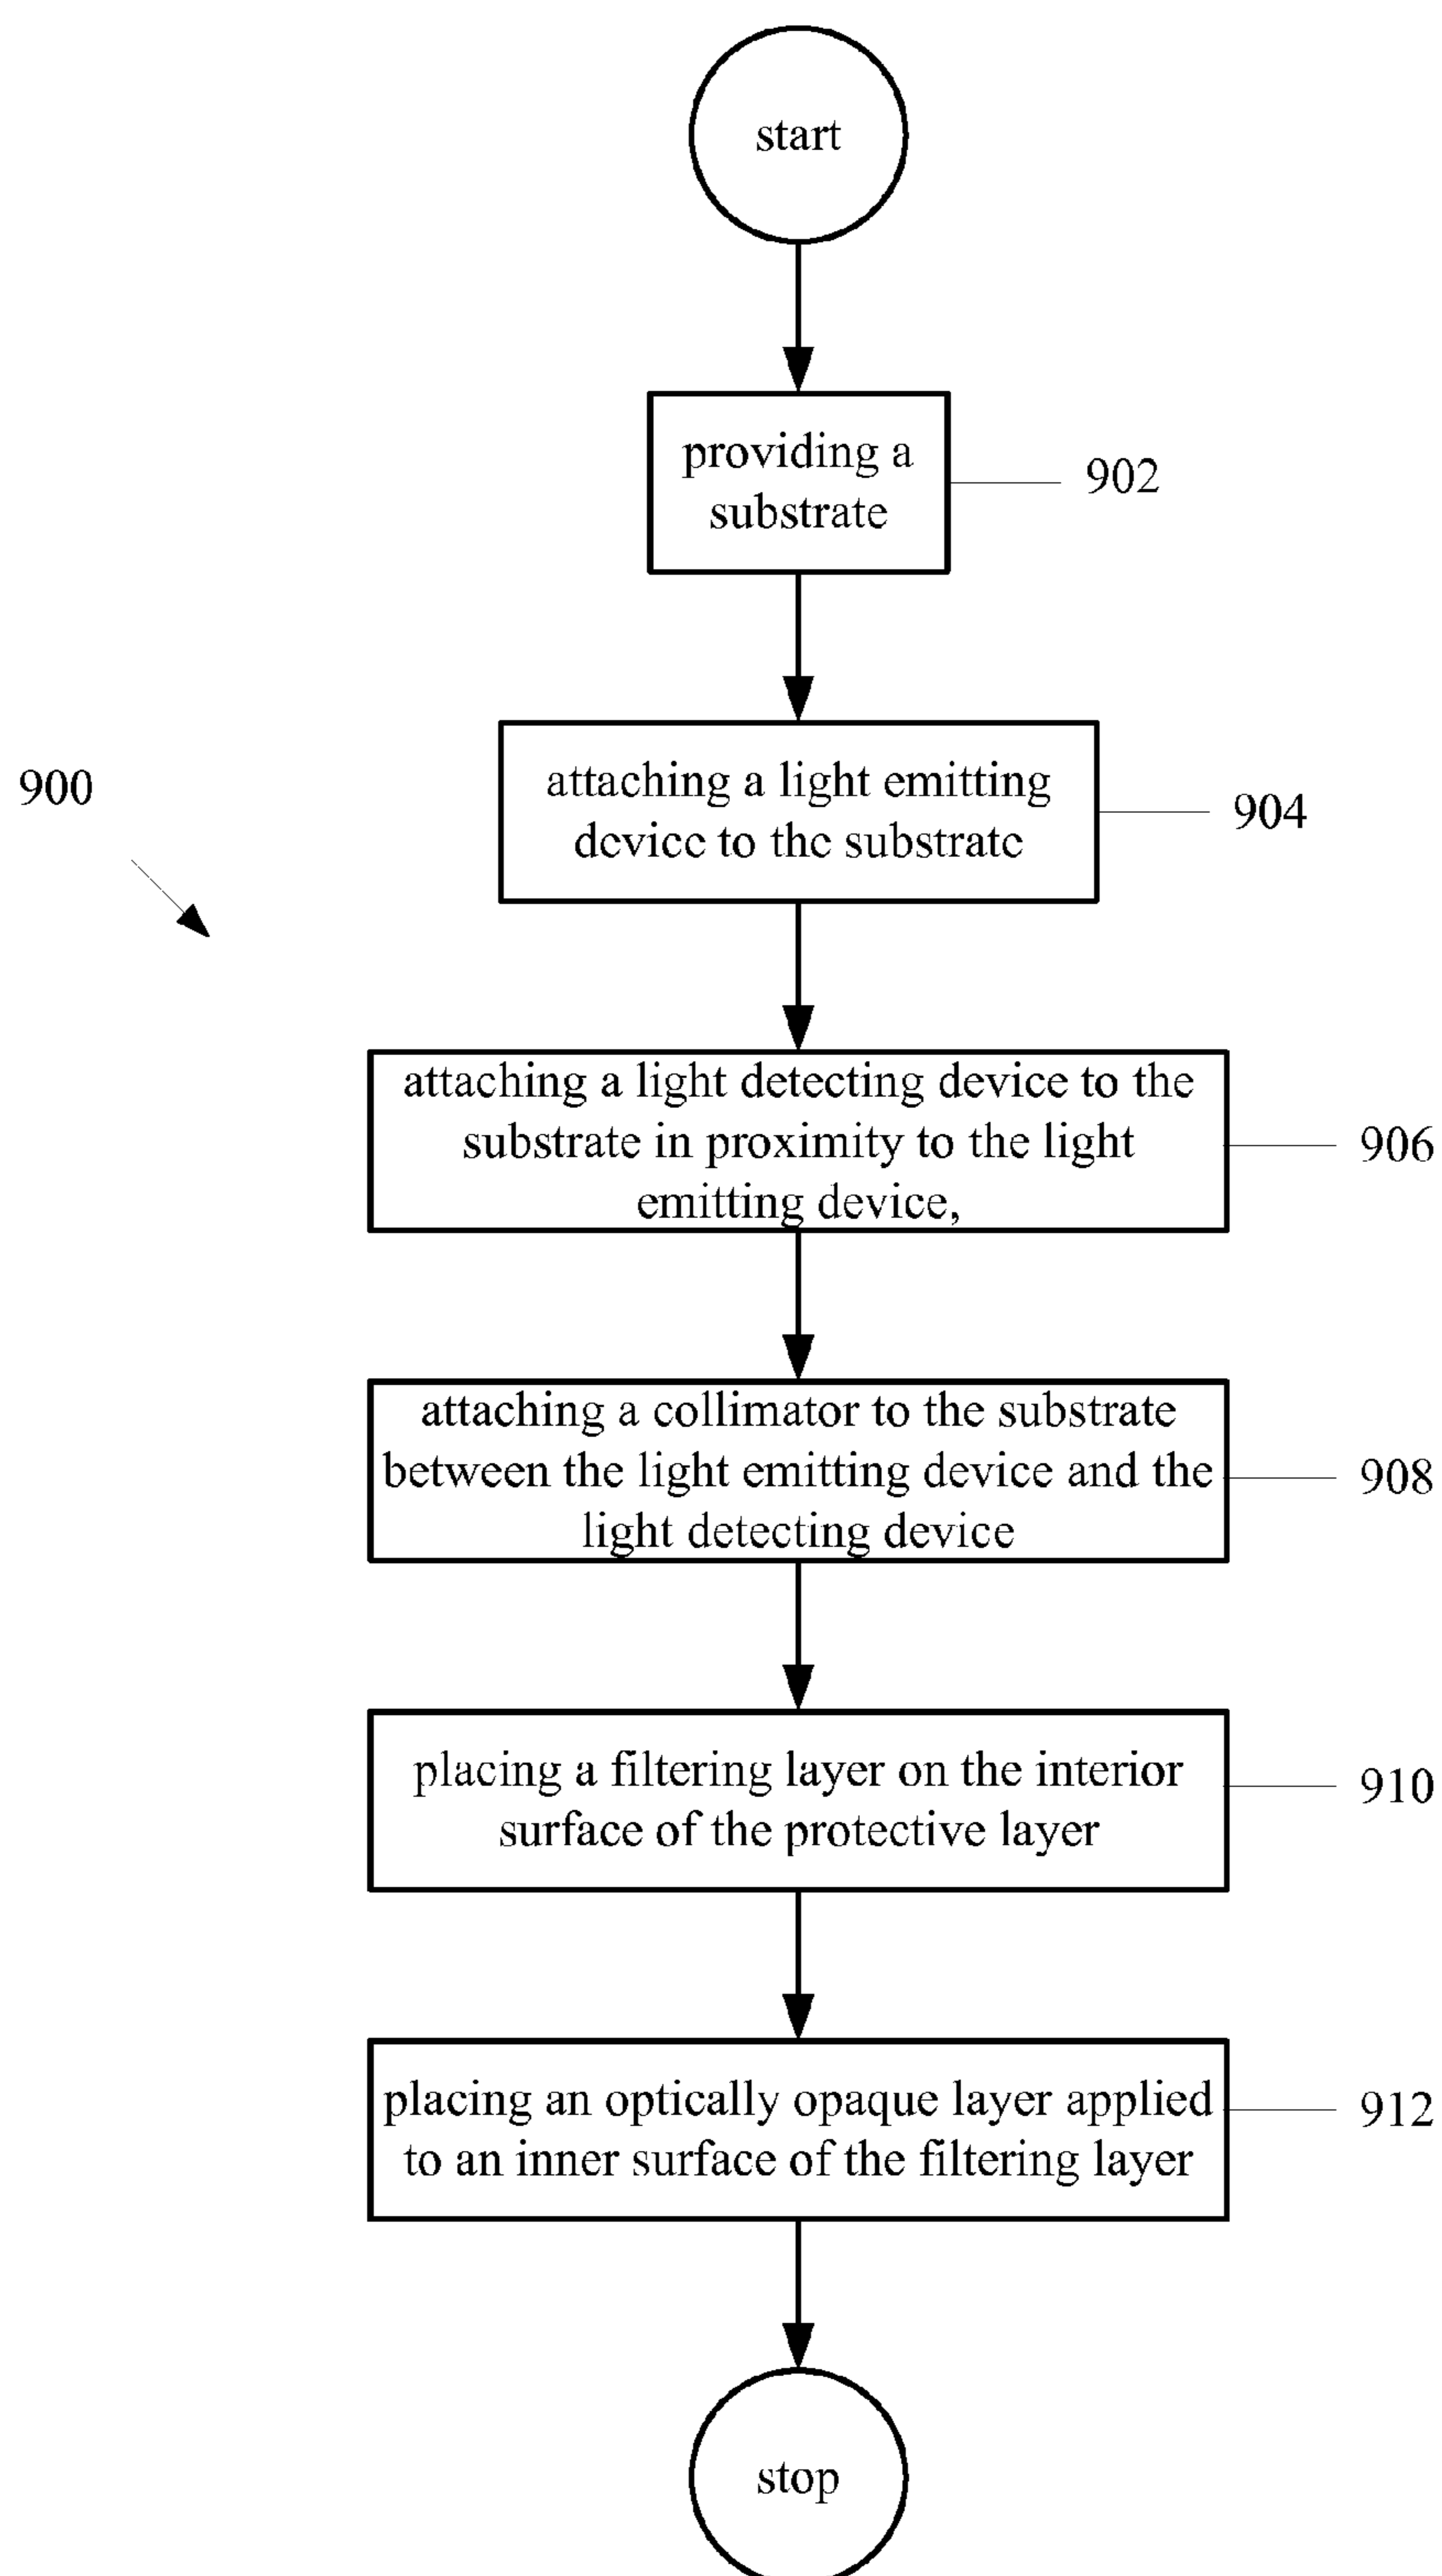 start
providing a
substrate
902
900
attaching a light emitting
device to the substrate
904
attaching a light detecting device to the
substrate in proximity to the light
emitting device,
906
attaching a collimator to the substrate
between the light emitting device and the
light detecting device
908
placing a filtering layer on the interior
surface of the protective layer
910
placing an optically opaque layer applied
to an inner surface of the filtering layer
912
stop